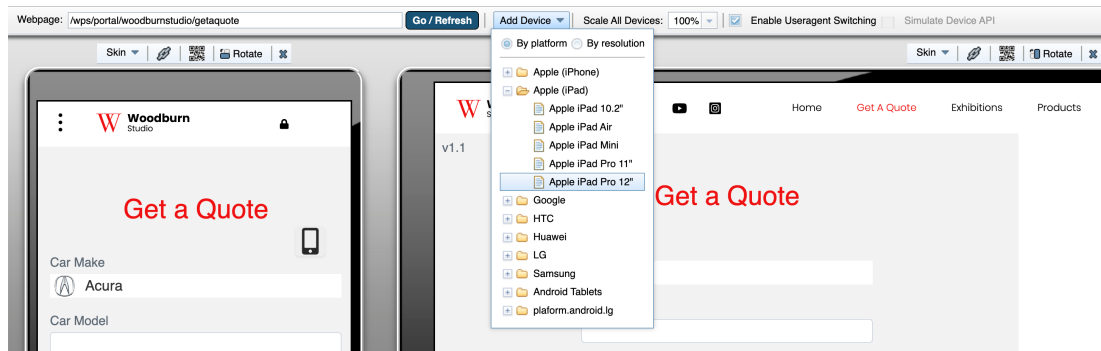 Webpage: /wps/portal/woodburnstudio/getaquote Go / Refresh Add Device Scale All Devices: 100% Enable Useragent Switching Simulate Device API
By platform By resolution
Apple (iPhone)
Apple (iPad)
Apple iPad 10.2"
Apple iPad Air
Apple iPad Mini
Apple iPad Pro 11"
Apple iPad Pro 12"
Google
HTC
Huawei
LG
Samsung
Android Tablets
plaform.android.lg
Skin Rotate
W Woodburn
Studio
Get a Quote
Car Make
Acura
Car Model
Skin Rotate
W
Home Get A Quote Exhibitions Products
v1.1
Get a Quote